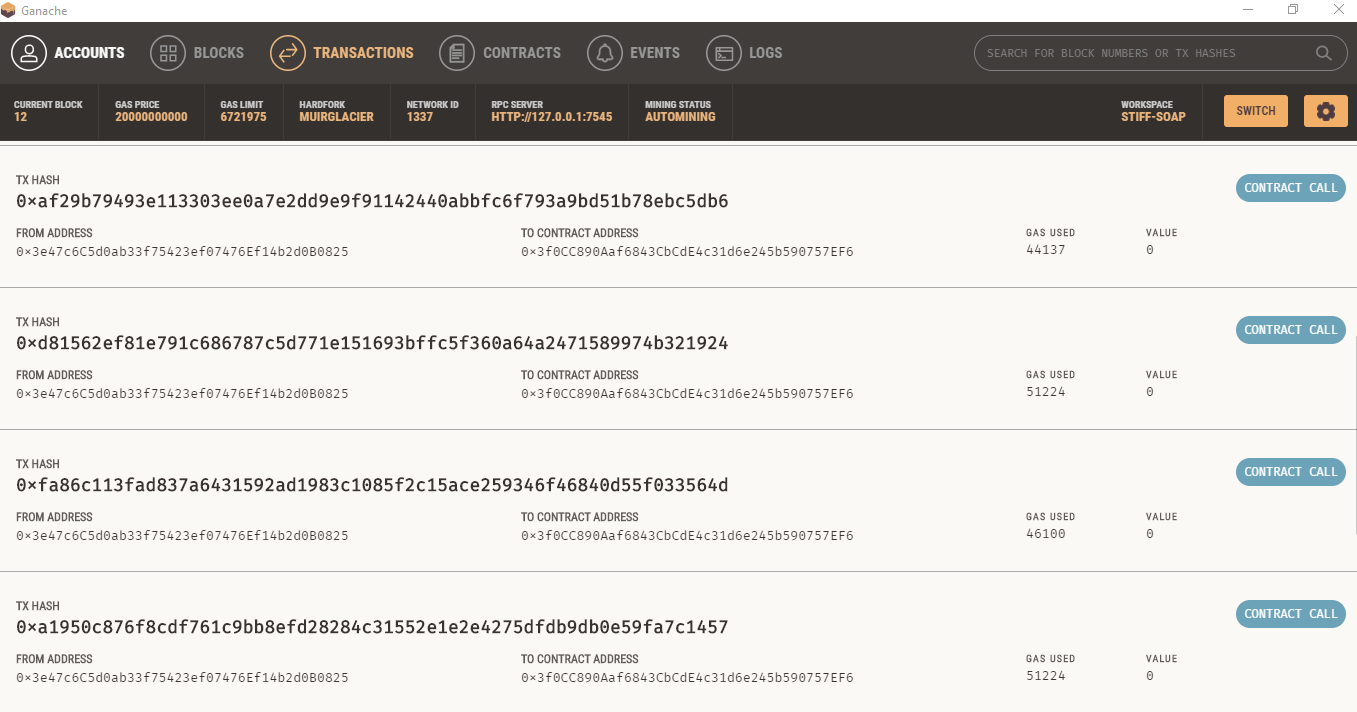 Ganache
ACCOUNTS BLOCKS TRANSACTIONS CONTRACTS EVENTS LOGS SEARCH FOR BLOCK NUMBERS OR TX HASHES
CURRENT BLOCK GAS PRICE GAS LIMIT HARDFORK NETWORK ID RPC SERVER MINING STATUS WORKSPACE
12 20000000000 6721975 MUIRGLACIER 1337 HTTP://127.0.0.1:7545 AUTOMINING STIFF-SOAP SWITCH
TX HASH
0×af29b79493e113303ee0a7e2dd9e9f91142440abbfc6f793a9bd51b78ebc5db6 CONTRACT CALL
FROM ADDRESS TO CONTRACT ADDRESS GAS USED VALUE
0×3e47c6C5d0ab33f75423ef07476Ef14b2d0B0825 0×3f0CC890Aaf6843CbCdE4c31d6e245b590757EF6 44137 0
TX HASH
0×d81562ef81e791c686787c5d771e151693bffc5f360a64a2471589974b321924 CONTRACT CALL
FROM ADDRESS TO CONTRACT ADDRESS GAS USED VALUE
0×3e47c6C5d0ab33f75423ef07476Ef14b2d0B0825 0×3f0CC890Aaf6843CbCdE4c31d6e245b590757EF6 51224 0
TX HASH
0×fa86c113fad837a6431592ad1983c1085f2c15ace259346f46840d55f033564d CONTRACT CALL
FROM ADDRESS TO CONTRACT ADDRESS GAS USED VALUE
0×3e47c6C5d0ab33f75423ef07476Ef14b2d0B0825 0×3f0CC890Aaf6843CbCdE4c31d6e245b590757EF6 46100 0
TX HASH
0×a1950c876f8cdf761c9bb8efd28284c31552e1e2e4275dfdb9db0e59fa7c1457 CONTRACT CALL
FROM ADDRESS TO CONTRACT ADDRESS GAS USED VALUE
0×3e47c6C5d0ab33f75423ef07476Ef14b2d0B0825 0×3f0CC890Aaf6843CbCdE4c31d6e245b590757EF6 51224 0